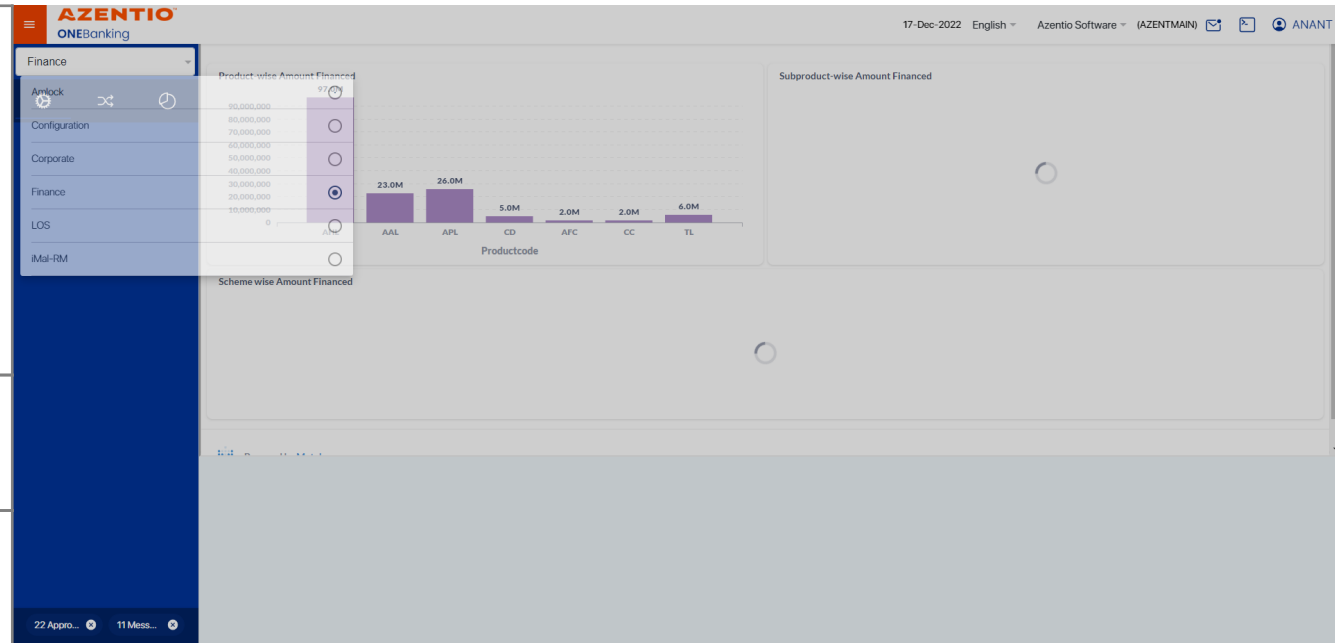 AZENTIO
ONEBanking
17-Dec-2022 English Azentio Software (AZENTMAIN) ANANT
Finance
Amlock
Configuration
Corporate
Finance
LOS
iMal-RM
Product-wise Amount Financed
90,000,000
80,000,000
70,000,000
60,000,000
50,000,000
40,000,000
30,000,000
20,000,000
10,000,000
0
23.0M 26.0M 5.0M 2.0M 2.0M 6.0M
AAL APL CD AFC CC TL
Productcode
Subproduct-wise Amount Financed
Scheme wise Amount Financed
22 Appro... 11 Mess...